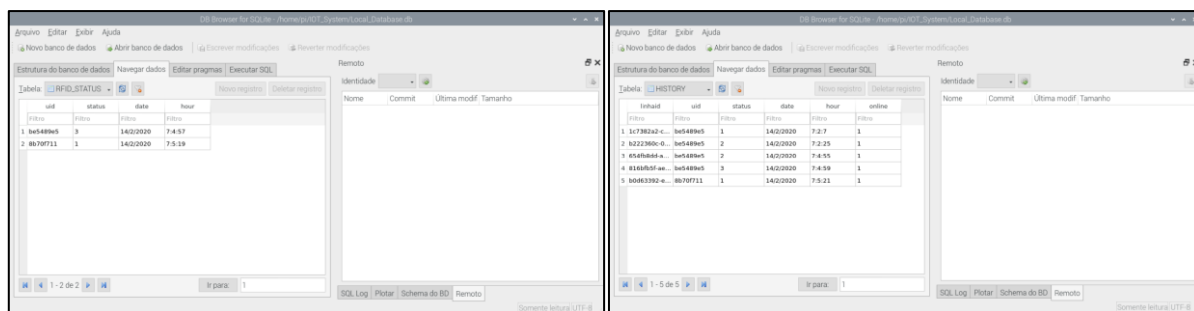 DB Browser for SQLite - /home/pi/IOT_System/Local_Database.db
Arquivo Editar Exibir Ajuda
Novo banco de dados Abrir banco de dados Escrever modificações Reverter modificações
Estrutura do banco de dados Navegar dados Editar pragmas Executar SQL
Tabela: RFID_STATUS Novo registro Deletar registro
uid status date hour
Filtro Filtro Filtro Filtro
1 be5489e5 3 14/2/2020 7:4:57
2 8b70f711 1 14/2/2020 7:5:19
1 - 2 de 2 Ir para: 1
Remoto
Identidade
Nome Commit Última modif Tamanho
SQL Log Plotar Schema do BD Remoto
Somente leitura UTF-8
DB Browser for SQLite - /home/pi/IOT_System/Local_Database.db
Arquivo Editar Exibir Ajuda
Novo banco de dados Abrir banco de dados Escrever modificações Reverter modificações
Estrutura do banco de dados Navegar dados Editar pragmas Executar SQL
Tabela: HISTORY Novo registro Deletar registro
linhaid uid status date hour online
Filtro Filtro Filtro Filtro Filtro Filtro
1 1c7382a2-c... be5489e5 1 14/2/2020 7:2:7 1
2 b222360c-0... be5489e5 2 14/2/2020 7:2:25 1
3 654fb8dd-a... be5489e5 2 14/2/2020 7:4:55 1
4 816bfb5f-ae... be5489e5 3 14/2/2020 7:4:59 1
5 b0d63392-e... 8b70f711 1 14/2/2020 7:5:21 1
1 - 5 de 5 Ir para: 1
Remoto
Identidade
Nome Commit Última modif Tamanho
SQL Log Plotar Schema do BD Remoto
Somente leitura UTF-8